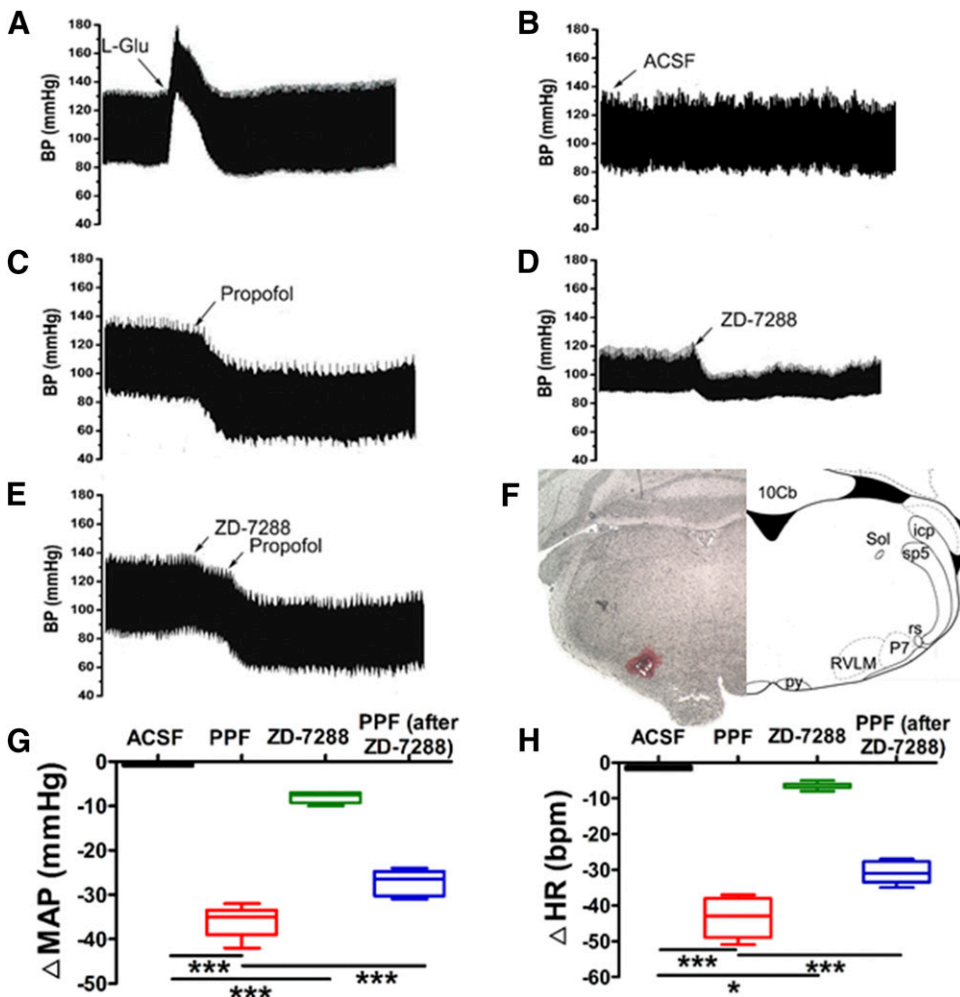 A
BP (mmHg)
180
160
140
120
100
80
60
40
L-Glu
B
BP (mmHg)
180
160
140
120
100
80
60
40
ACSF
C
BP (mmHg)
180
160
140
120
100
80
60
40
Propofol
D
BP (mmHg)
180
160
140
120
100
80
60
40
ZD-7288
E
BP (mmHg)
180
160
140
120
100
80
60
40
ZD-7288
Propofol
F
10Cb
Sol
icp
sp5
rs
P7
RVLM
py
G
ACSF PPF ZD-7288 PPF (after
ZD-7288)
△MAP (mmHg)
0
-10
-20
-30
-40
-50
***
***
***
H
ACSF PPF ZD-7288 PPF (after
ZD-7288)
△HR (bpm)
0
-10
-20
-30
-40
-50
-60
***
***
*